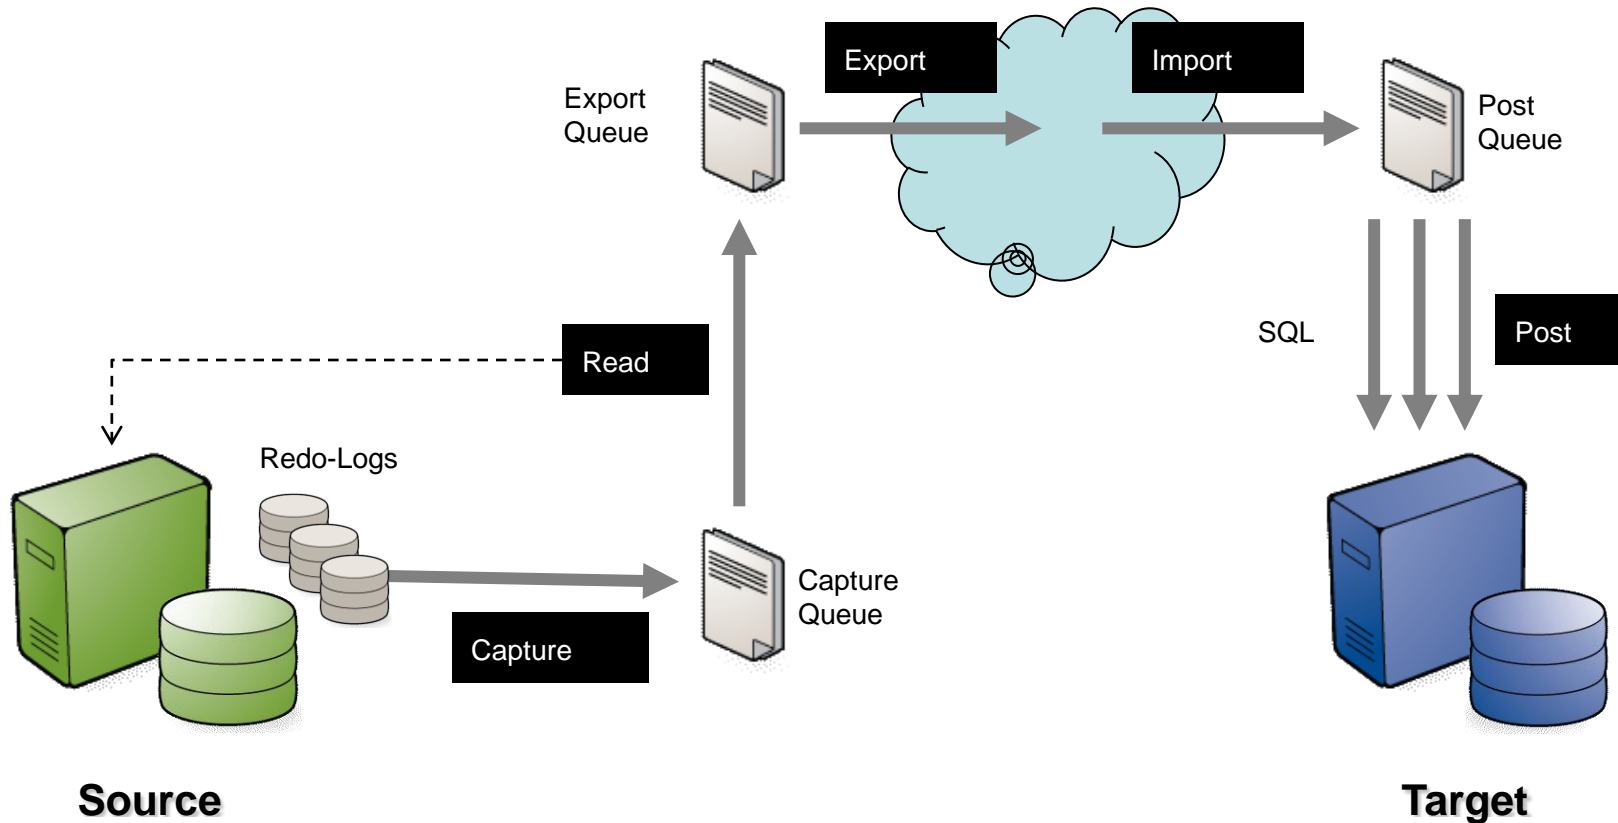 Export
Import
Export
Queue
Post
Queue
SQL
Post
Read
Redo-Logs
Capture
Queue
Capture
Source
Target